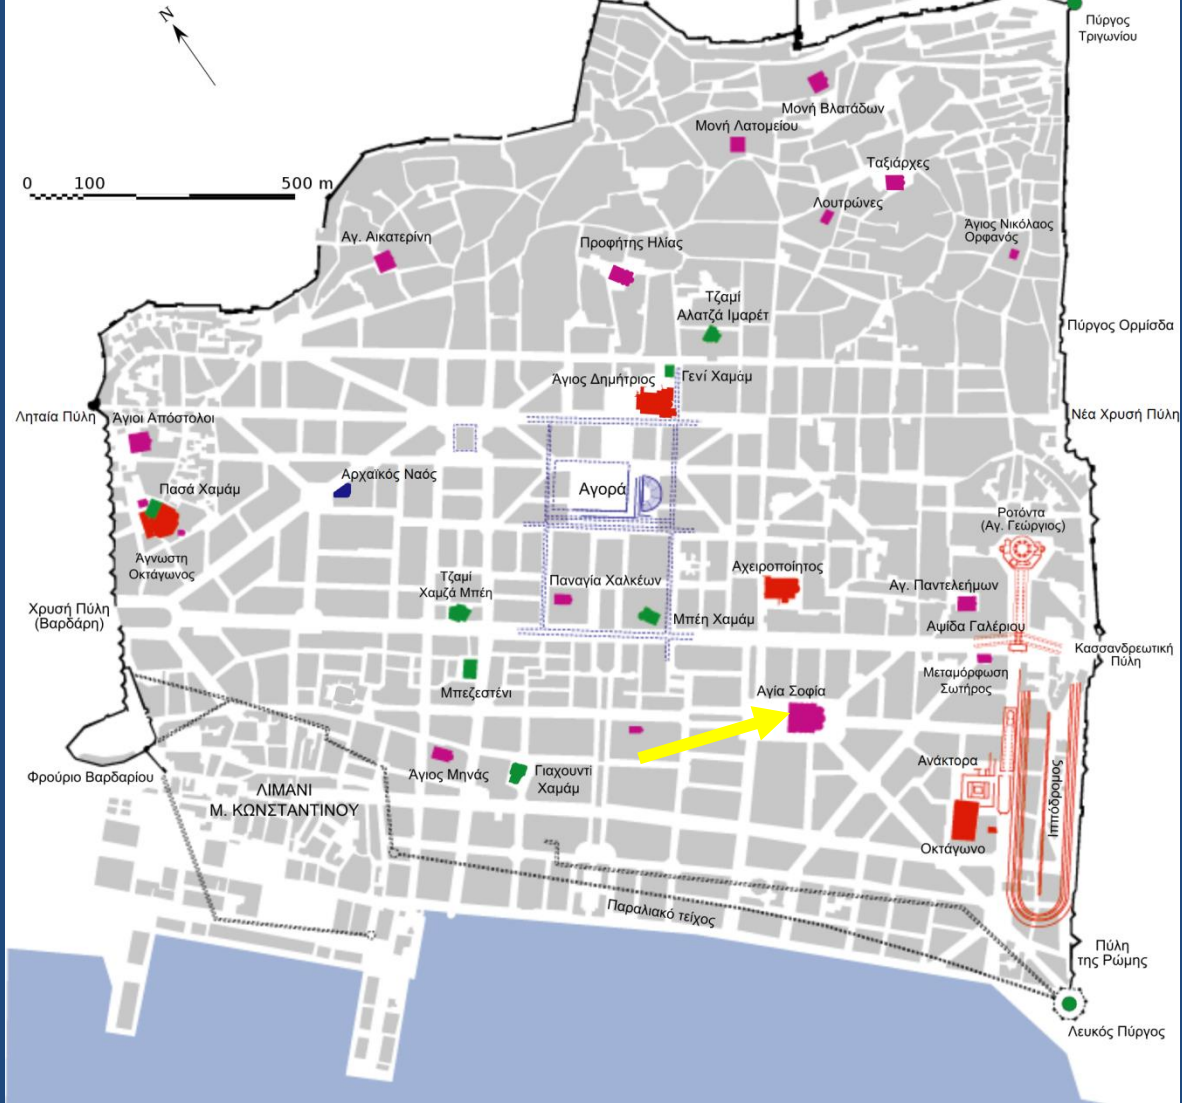 Πύργος
Τριγωνίου
N
Μονή Βλατάδων
Μονή Λατομείου
Ταξιάρχες
0 100 500 m
Λουτρώνες
Άγιος Νικόλαος
Ορφανός
Αγ. Αικατερίνη
Προφήτης Ηλίας
Τζαμί
Αλατζά Ιμαρέτ
Πύργος Ορμίσδα
Άγιος Δημήτριος
Γενί Χαμάμ
Ληταία Πύλη
Άγιοι Απόστολοι
Νέα Χρυσή Πύλη
Αρχαϊκός Ναός
Πασά Χαμάμ
Αγορά
Ροτόντα
(Αγ. Γεώργιος)
Άγνωστη
Οκτάγωνος
Αχειροποίητος
Τζαμί
Χαμζά Μπέη
Παναγία Χαλκέων
Αγ. Παντελεήμων
Χρυσή Πύλη
(Βαρδάρη)
Μπέη Χαμάμ
Αψίδα Γαλέριου
Κασσανδρεωτική
Πύλη
Μεταμόρφωση
Σωτήρος
Μπεζεστένι
Αγία Σοφία
Ανάκτορα
Φρούριο Βαρδαρίου
Άγιος Μηνάς
Γιαχουντί
Χαμάμ
Ιππόδρομος
ΛΙΜΑΝΙ
Μ. ΚΩΝΣΤΑΝΤΙΝΟΥ
Οκτάγωνο
Παραλιακό τείχος
Πύλη
της Ρώμης
Λευκός Πύργος